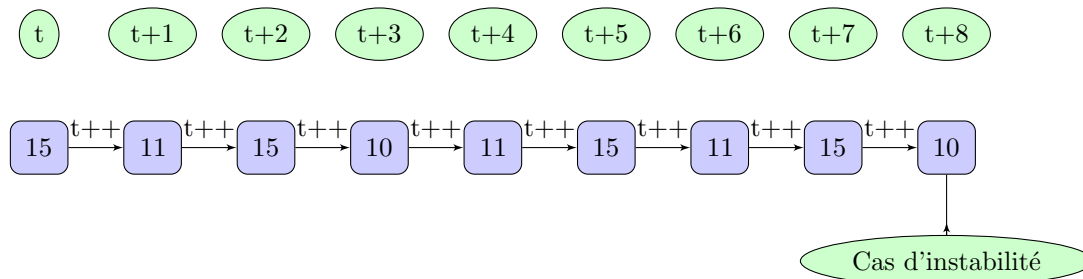 t t+1 t+2 t+3 t+4 t+5 t+6 t+7 t+8
t++ t++ t++ t++ t++ t++ t++ t++
15 11 15 10 11 15 11 15 10
Cas d'instabilité